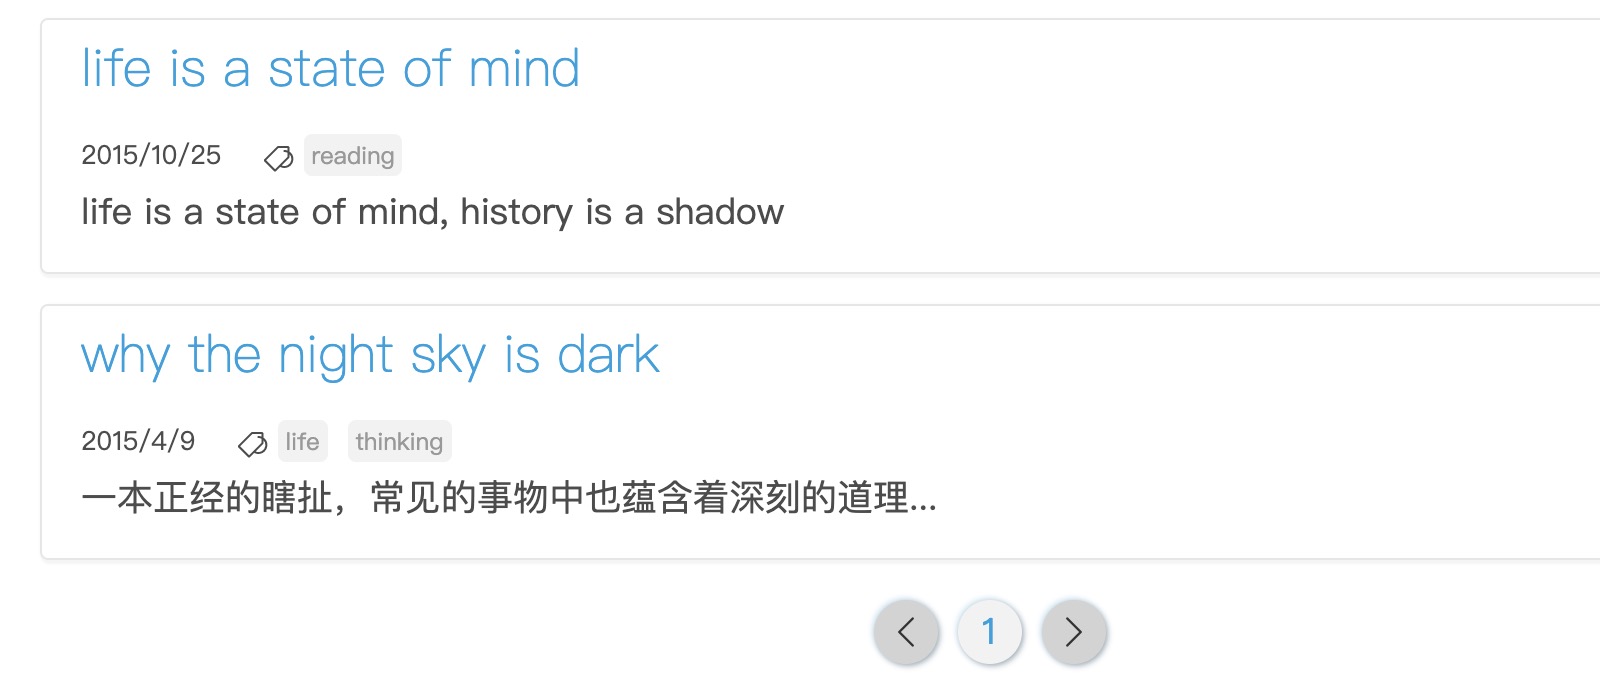 life is a state of mind
2015/10/25 reading
life is a state of mind, history is a shadow
why the night sky is dark
2015/4/9 life thinking
一本正经的瞎扯，常见的事物中也蕴含着深刻的道理...
1